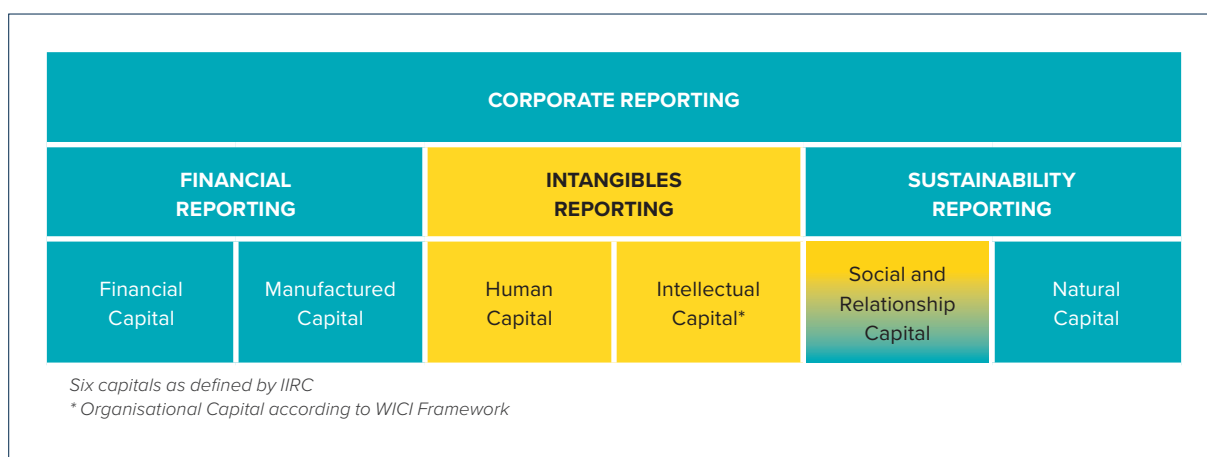 CORPORATE REPORTING
FINANCIAL
REPORTING
INTANGIBLES
REPORTING
SUSTAINABILITY
REPORTING
Financial
Capital
Manufactured
Capital
Human
Capital
Intellectual
Capital*
Social and
Relationship
Capital
Natural
Capital
Six capitals as defined by IIRC
* Organisational Capital according to WICI Framework